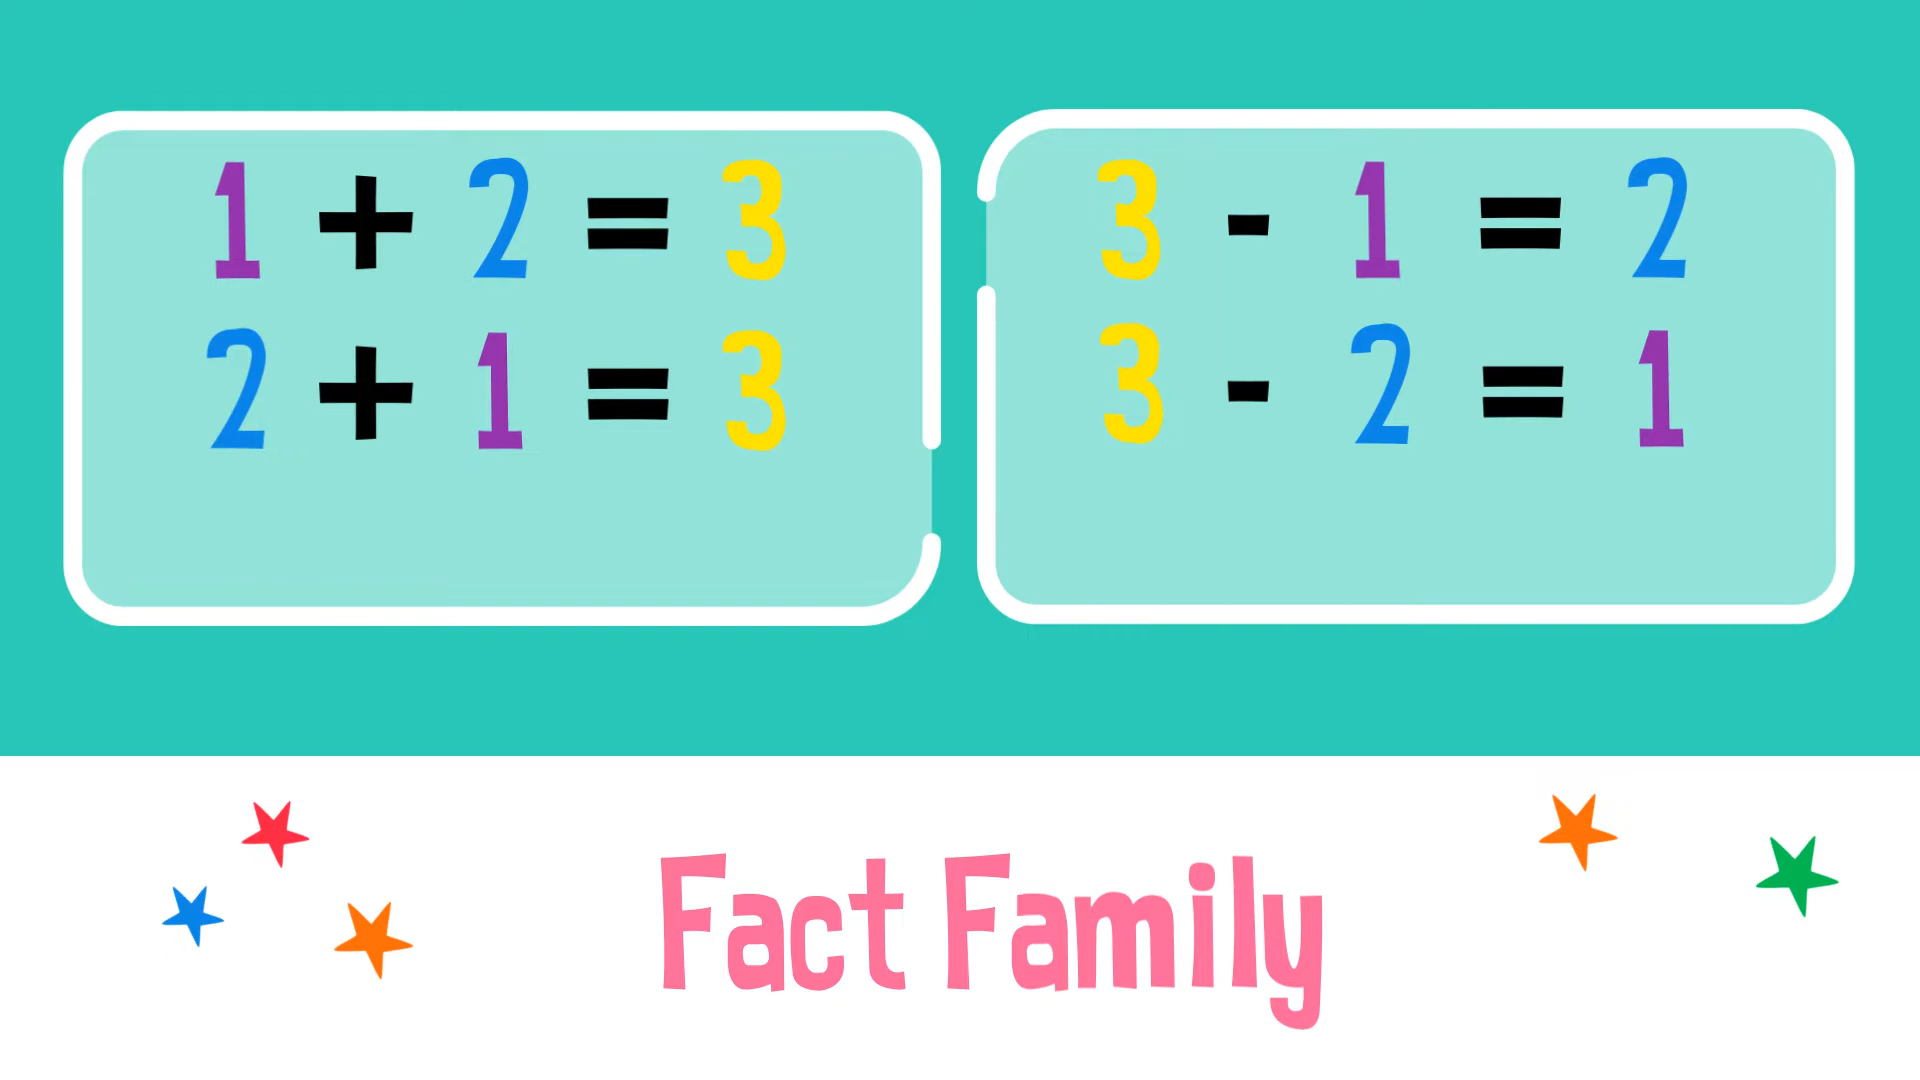 1 + 2 = 3
2 + 1 = 3
3 - 1 = 2
3 - 2 = 1
Fact Family